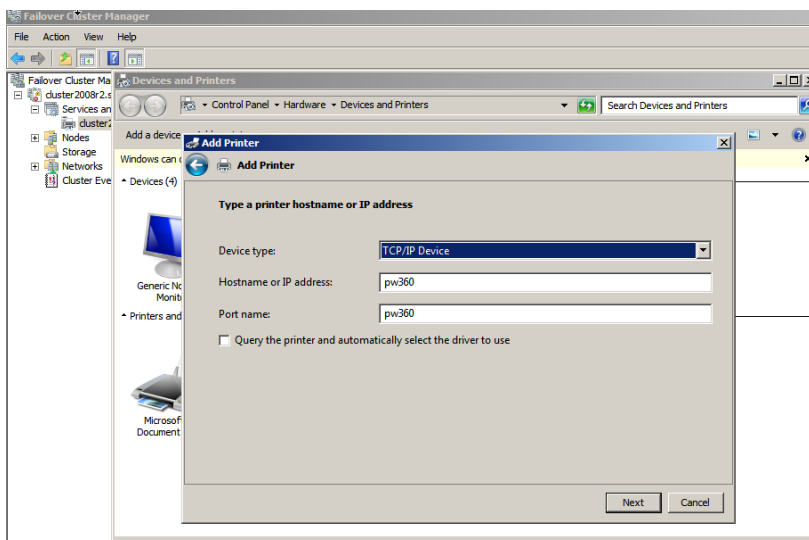 Failover Cluster Manager
File Action View Help
Failover Cluster Ma
cluster2008r2.s
Services an
cluster2
Nodes
Storage
Networks
Cluster Eve
Devices and Printers
Control Panel Hardware Devices and Printers
Search Devices and Printers
Add a device
Windows can
Devices (4)
Generic No
Monit
Printers and
Microsof
Document
Add Printer
Add Printer
Type a printer hostname or IP address
Device type:
TCP/IP Device
Hostname or IP address:
pw360
Port name:
pw360
Query the printer and automatically select the driver to use
Next
Cancel